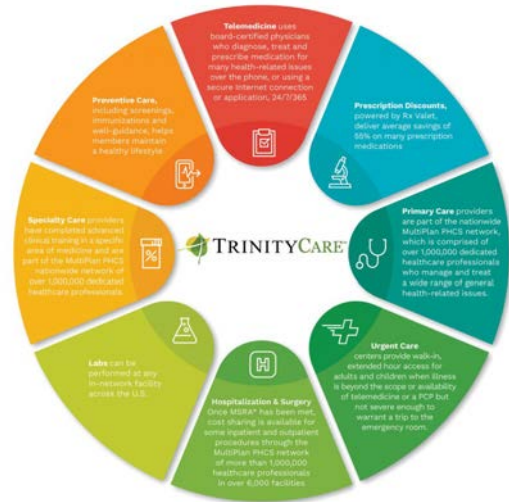 Telemedicine uses
board-certified physicians
who diagnose, treat and
prescribe medication for
many health-related issues
over the phone, or using a
secure Internet connection
or application, 24/7/365
Prescription Discounts,
powered by Rx Valet,
deliver average savings of
55% on many prescription
medications
Primary Care providers
are part of the nationwide
MultiPlan PHCS network,
which is comprised of
over 1,000,000 dedicated
healthcare professionals
who manage and treat
a wide range of general
health-related issues.
Urgent Care
centers provide walk-in,
extended hour access for
adults and children when illness
is beyond the scope or availability
of telemedicine or a PCP but
not severe enough to
warrant a trip to the
emergency room.
Hospitalization & Surgery
Once MSRA* has been met,
cost sharing is available for
some inpatient and outpatient
procedures through the
MultiPlan PHCS network
of more than 1,000,000
healthcare professionals
in over 6,000 facilities
Labs can be
performed at any
in-network facility
across the U.S.
Specialty Care providers
have completed advanced
clinical training in a specific
area of medicine and are
part of the MultiPlan PHCS
nationwide network of
over 1,000,000 dedicated
healthcare professionals.
Preventive Care,
including screenings,
immunizations and
well-guidance, helps
members maintain
a healthy lifestyle
%
H
TRINITYCARE™